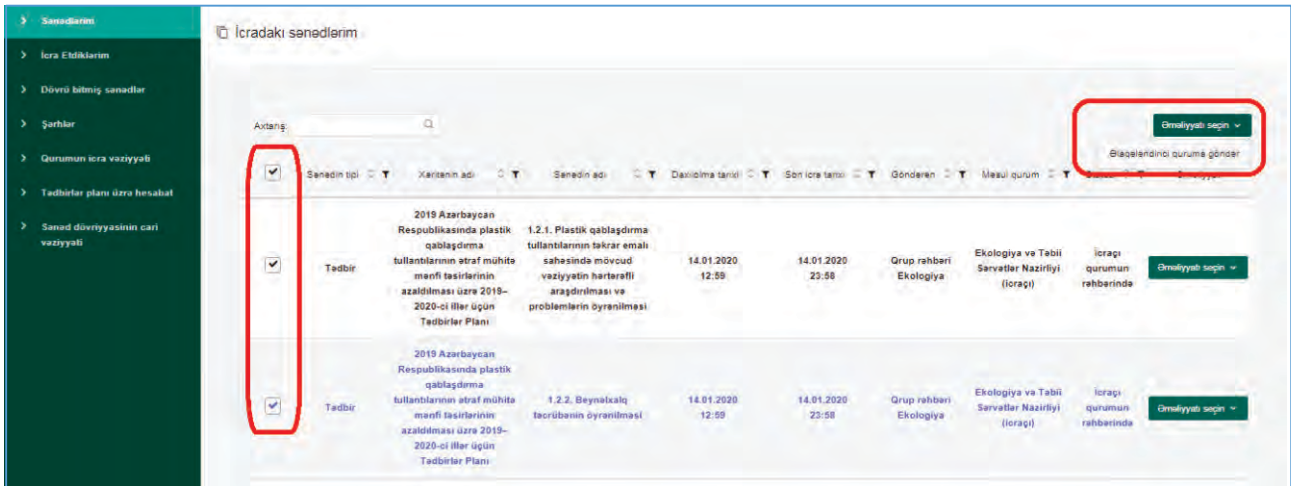 Sənədlərim
İcra Etdiklərim
Dövrü bitmiş sənədlər
Şərhlər
Qurumun icra vəziyyəti
Tədbirlər planı üzrə hesabat
Sənəd dövriyyəsinin cari
vəziyyəti
İcradakı sənədlərim
Axtarış:
Əməliyyatı seçin
Əlaqələndirici quruma göndər
Sənədin tipi Xəritənin adı Sənədin adı Daxilolma tarixi Son icra tarixi Göndərən Məsul qurum
2019 Azərbaycan
Respublikasında plastik
qablaşdırma
tullantılarının ətraf mühitə
mənfi təsirlərinin
azaldılması üzrə 2019–
2020-ci illər üçün
Tədbirlər Planı
Tədbir
1.2.1. Plastik qablaşdırma
tullantılarının təkrar emalı
sahəsində mövcud
vəziyyətin hərtərəfli
araşdırılması və
problemlərin öyrənilməsi
14.01.2020
12:59
14.01.2020
23:58
Qrup rəhbəri
Ekologiya
Ekologiya və Təbii
Sərvətlər Nazirliyi
(icraçı)
İcraçı
qurumun
rəhbərində
Əməliyyatı seçin
2019 Azərbaycan
Respublikasında plastik
qablaşdırma
tullantılarının ətraf mühitə
mənfi təsirlərinin
azaldılması üzrə 2019–
2020-ci illər üçün
Tədbirlər Planı
Tədbir
1.2.2. Beynəlxalq
təcrübənin öyrənilməsi
14.01.2020
12:59
14.01.2020
23:58
Qrup rəhbəri
Ekologiya
Ekologiya və Təbii
Sərvətlər Nazirliyi
(icraçı)
İcraçı
qurumun
rəhbərində
Əməliyyatı seçin